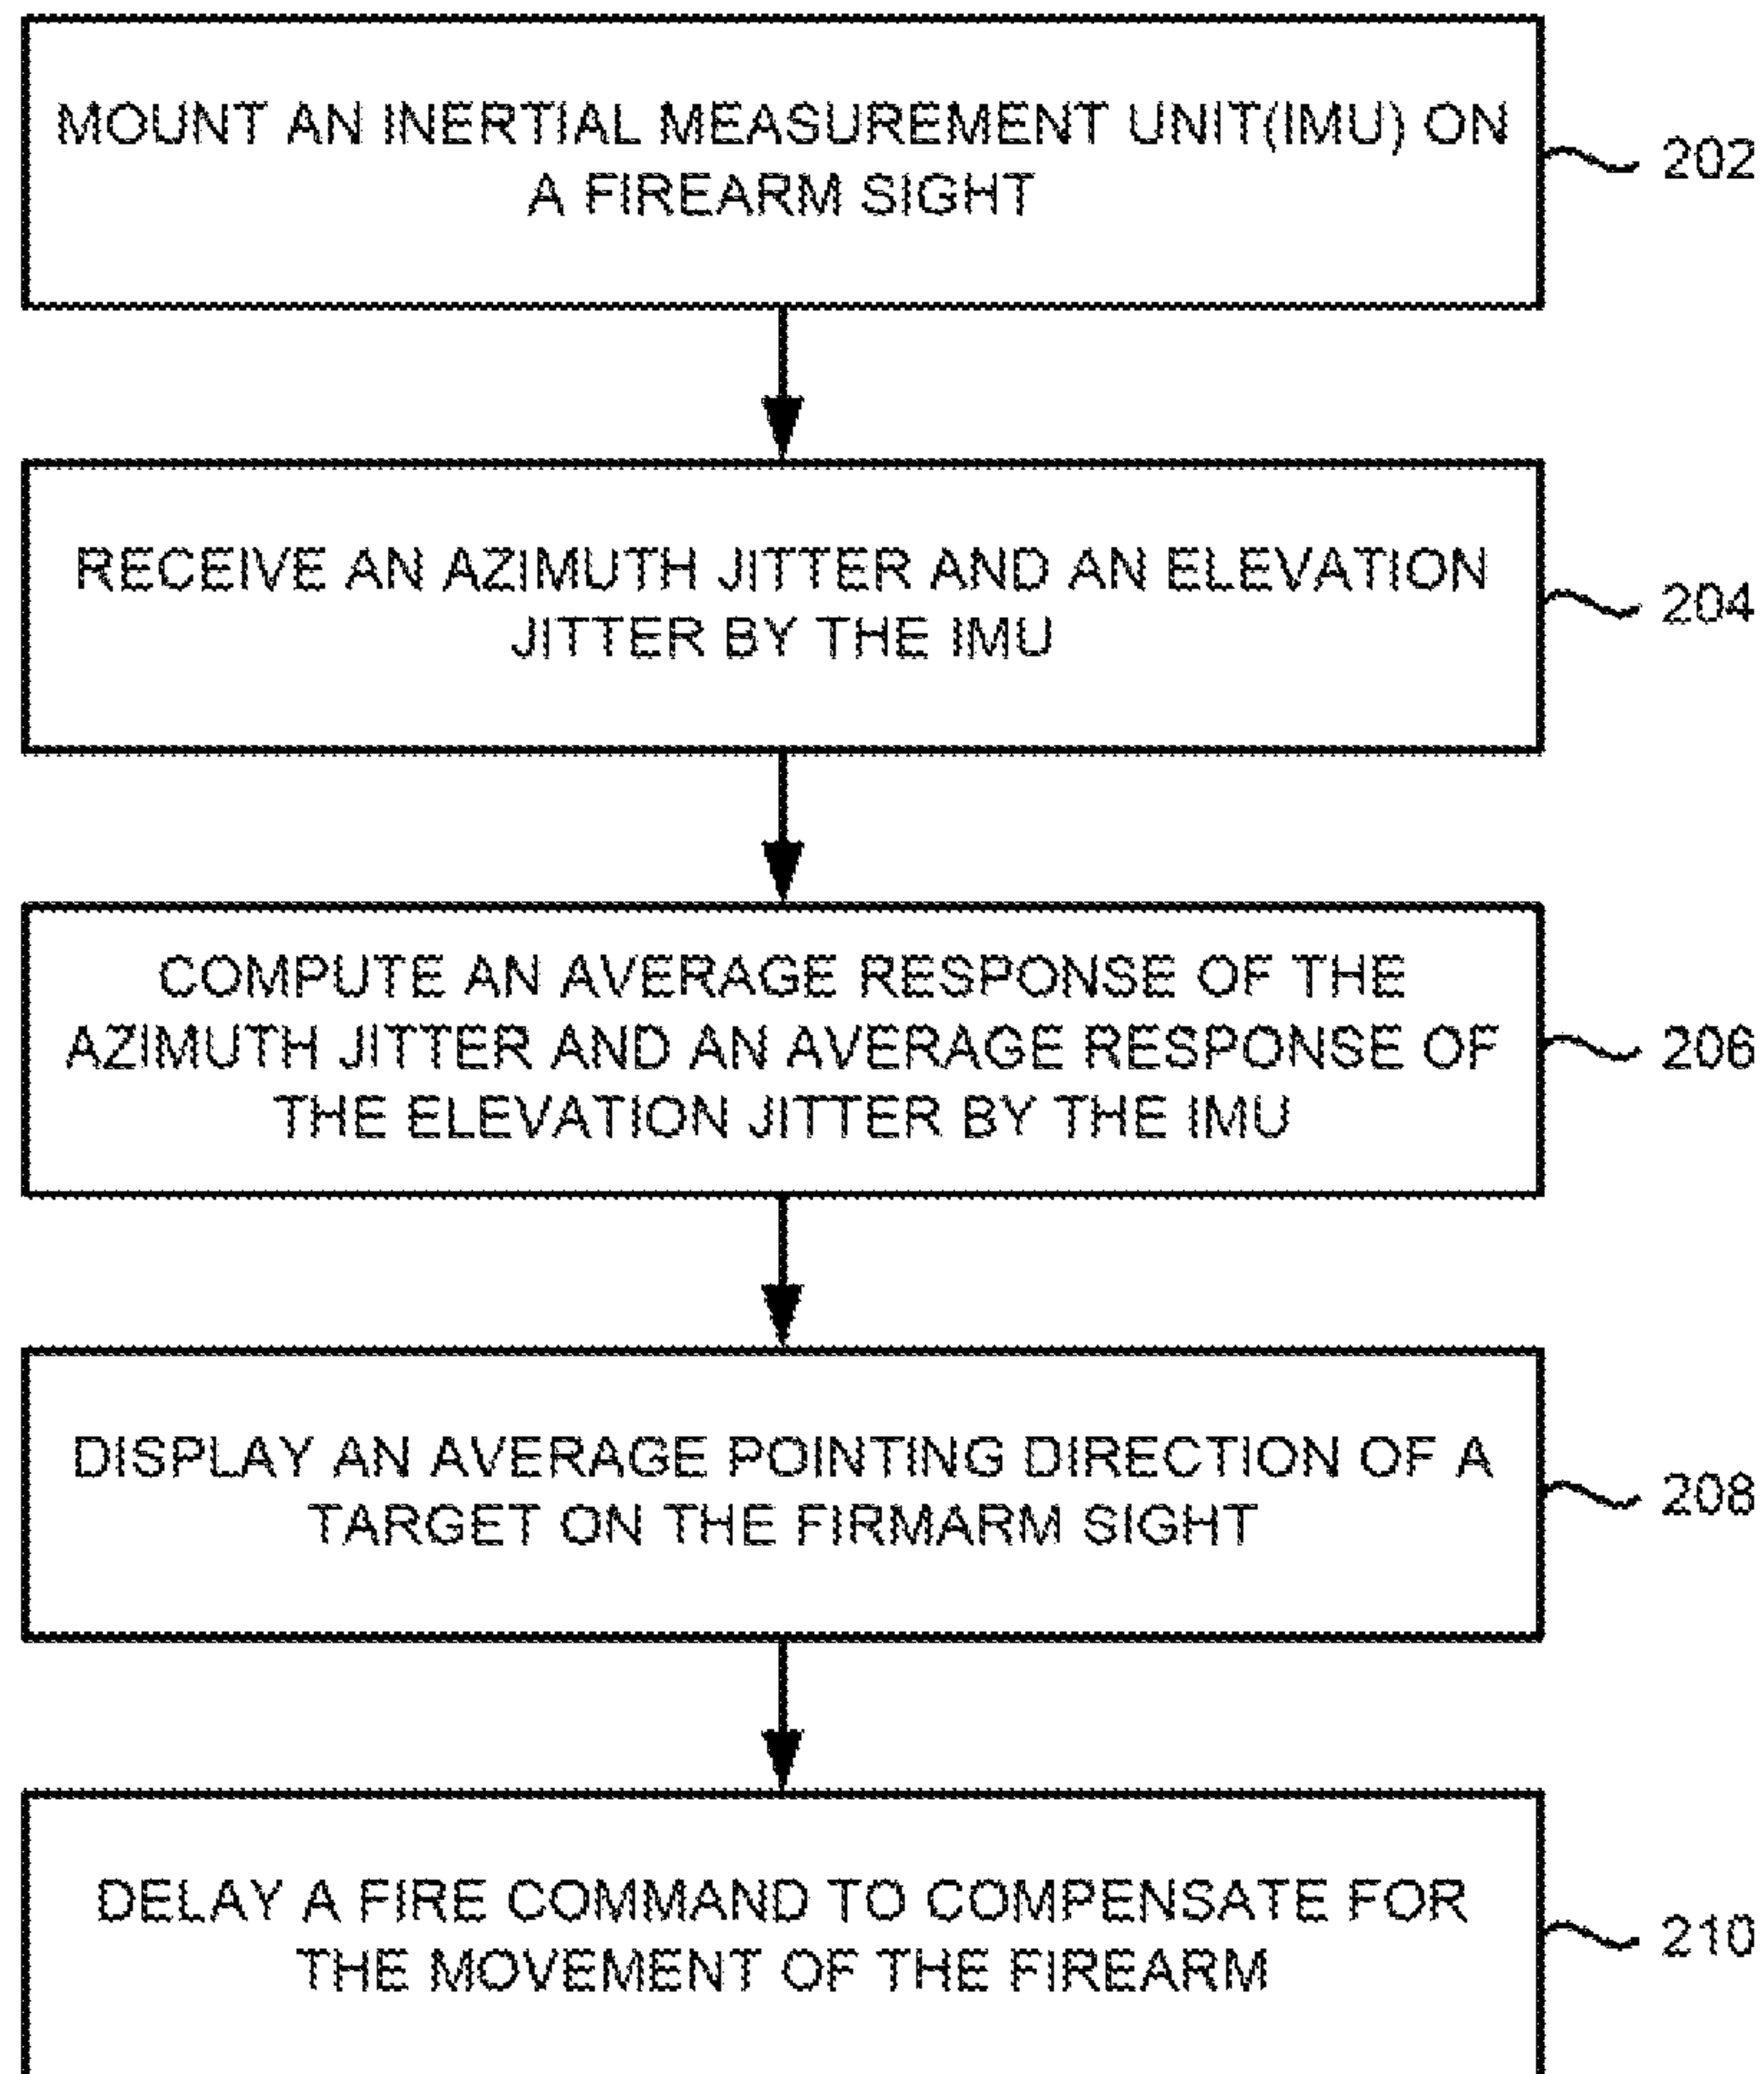 MOUNT AN INERTIAL MEASUREMENT UNIT(IMU) ON
A FIREARM SIGHT
202
RECEIVE AN AZIMUTH JITTER AND AN ELEVATION
JITTER BY THE IMU
204
COMPUTE AN AVERAGE RESPONSE OF THE
AZIMUTH JITTER AND AN AVERAGE RESPONSE OF
THE ELEVATION JITTER BY THE IMU
206
DISPLAY AN AVERAGE POINTING DIRECTION OF A
TARGET ON THE FIRMARM SIGHT
208
DELAY A FIRE COMMAND TO COMPENSATE FOR
THE MOVEMENT OF THE FIREARM
210